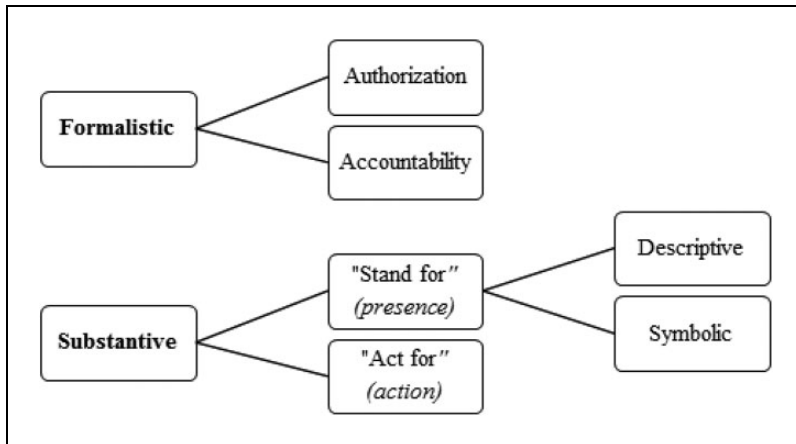 Authorization
Formalistic
Accountability
Descriptive
"Stand for"
(presence)
Substantive
Symbolic
"Act for"
(action)